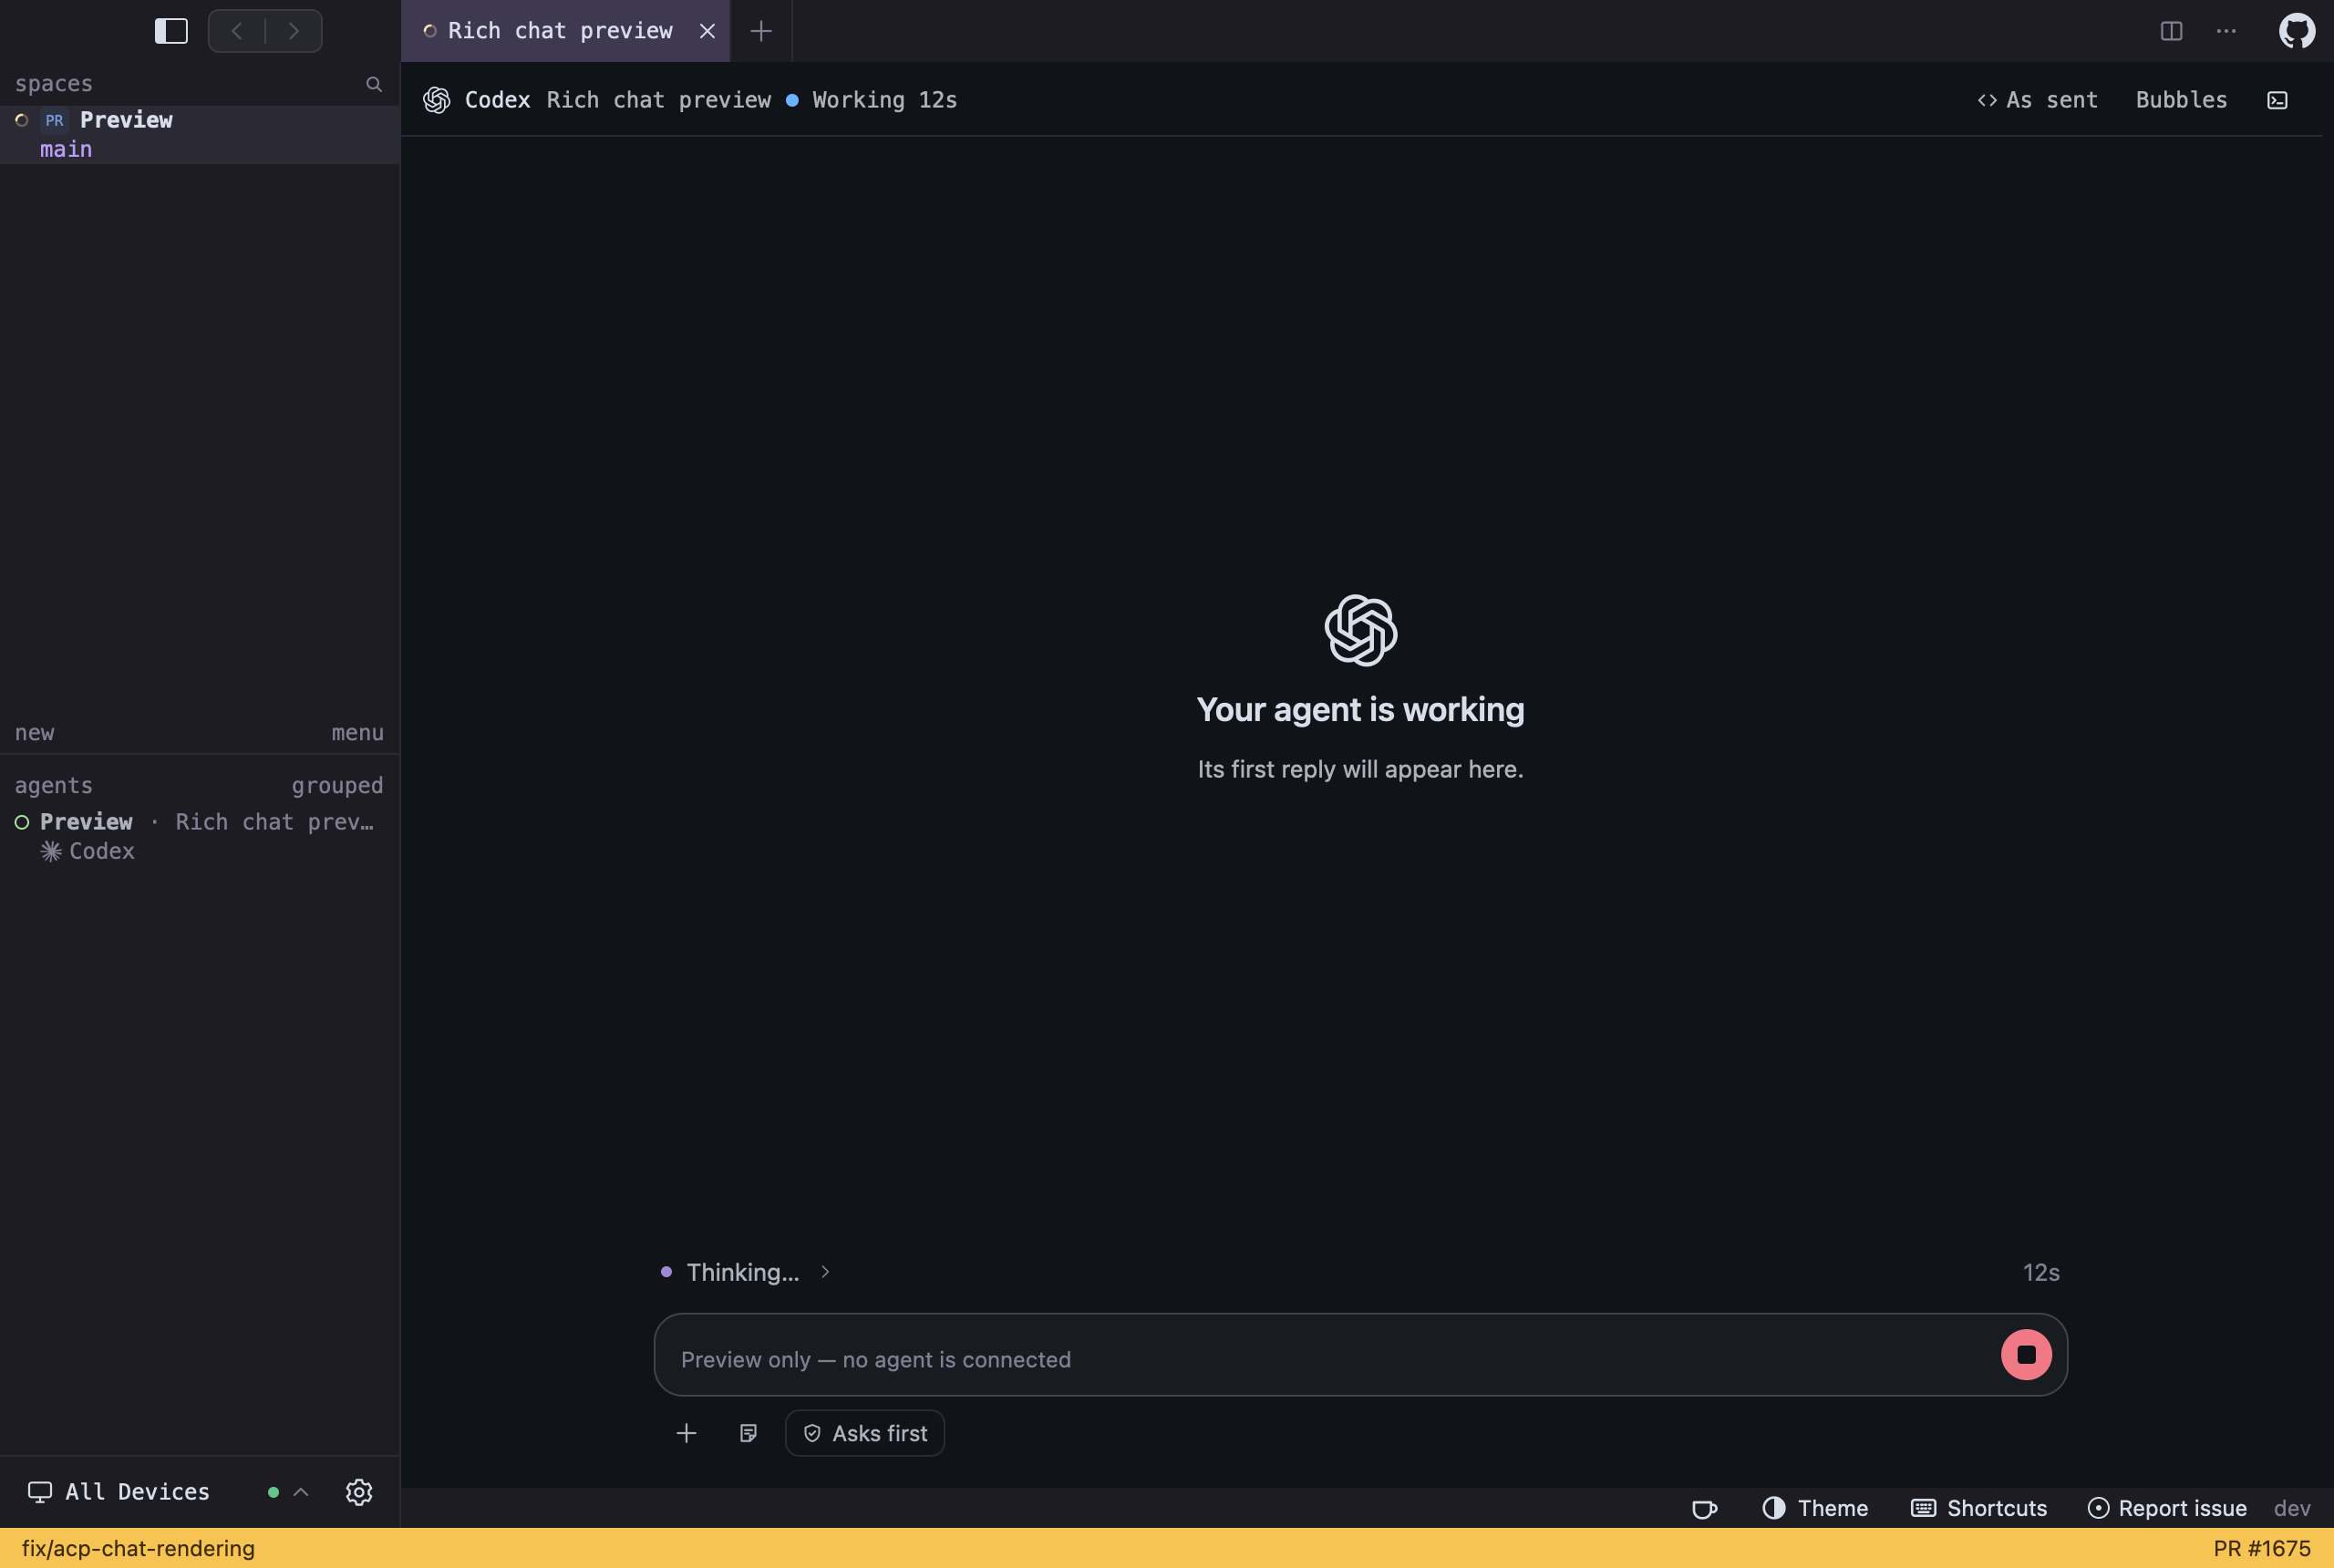 Rich chat preview
spaces
PR Preview
main
Codex Rich chat preview Working 12s
As sent Bubbles
Your agent is working
Its first reply will appear here.
new menu
agents grouped
Preview · Rich chat prev…
Codex
Thinking... 12s
Preview only — no agent is connected
Asks first
All Devices
Theme Shortcuts Report issue dev
fix/acp-chat-rendering PR #1675